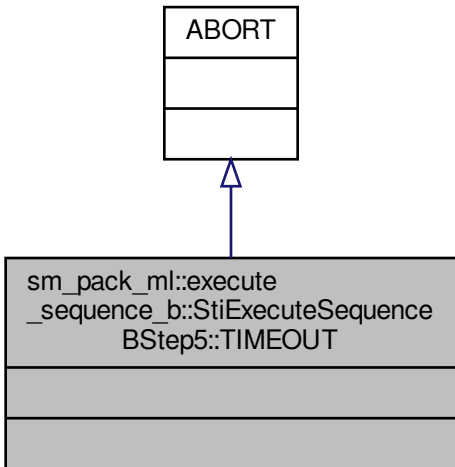 ABORT
sm_pack_ml::execute
_sequence_b::StiExecuteSequence
BStep5::TIMEOUT